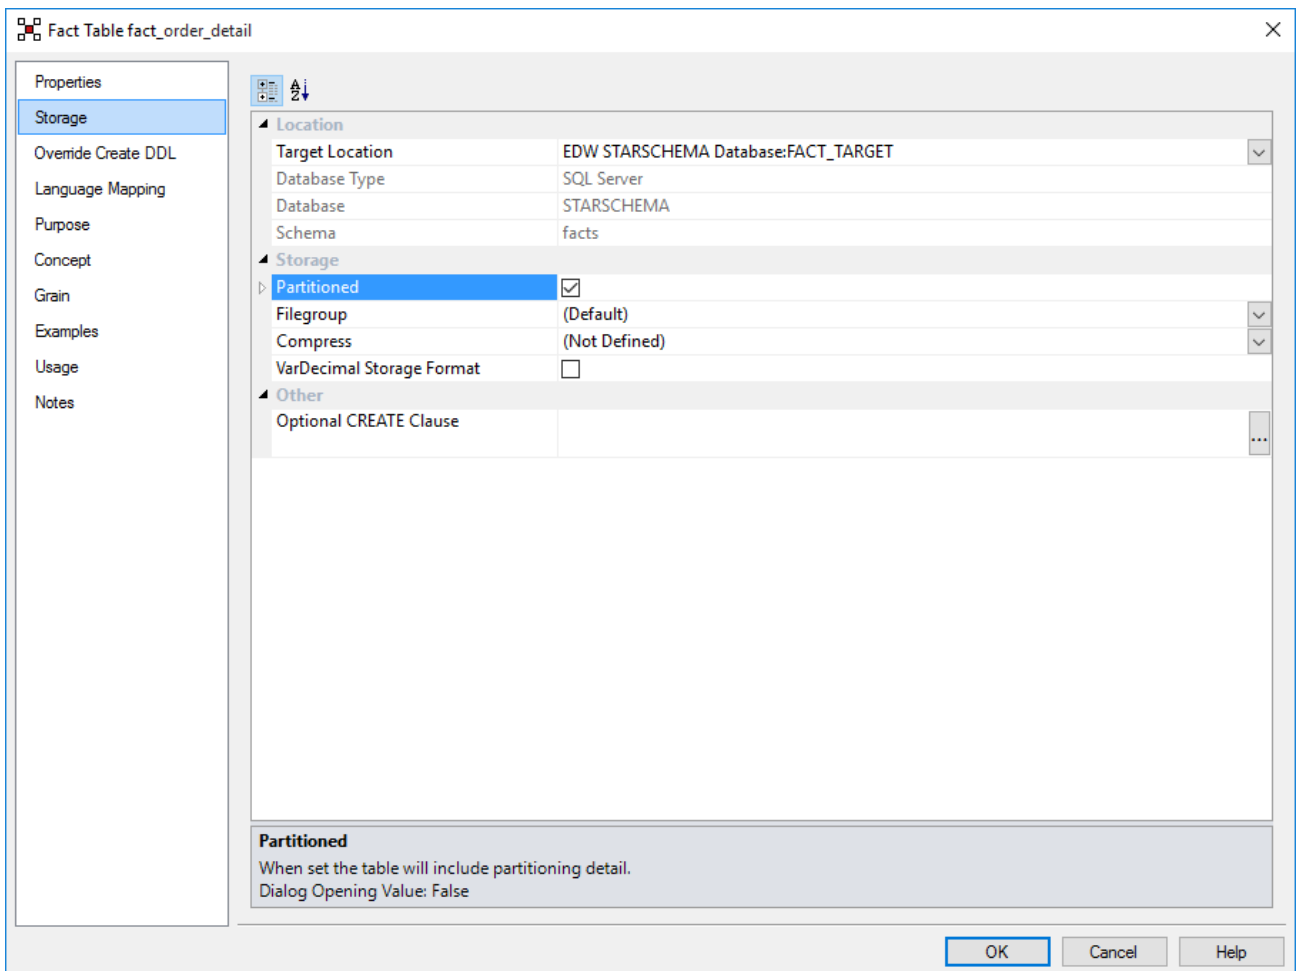 Fact Table fact_order_detail
Properties
Storage
Override Create DDL
Language Mapping
Purpose
Concept
Grain
Examples
Usage
Notes
Location
Target Location EDW STARSCHEMA Database:FACT_TARGET
Database Type SQL Server
Database STARSCHEMA
Schema facts
Storage
Partitioned
Filegroup (Default)
Compress (Not Defined)
VarDecimal Storage Format
Other
Optional CREATE Clause
...
Partitioned
When set the table will include partitioning detail.
Dialog Opening Value: False
OK Cancel Help